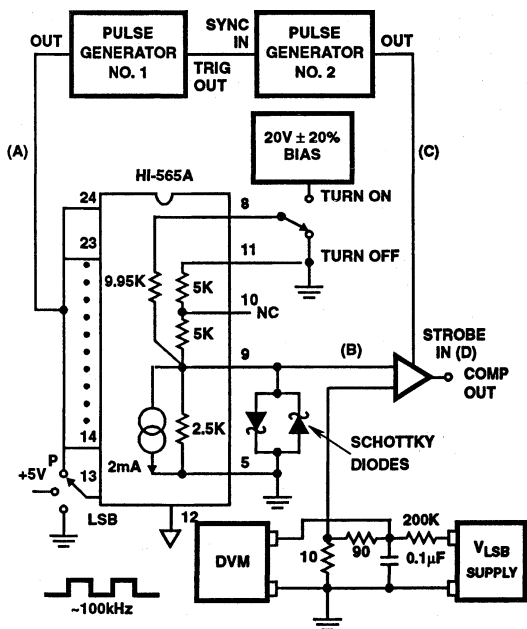 OUT
PULSE
GENERATOR
NO. 1
SYNC
IN
TRIG
OUT
PULSE
GENERATOR
NO. 2
OUT
(A)
(C)
20V ± 20%
BIAS
HI-565A
24
8
TURN ON
23
11
TURN OFF
9.95K
5K
10
NC
5K
9
(B)
STROBE
IN (D)
COMP
OUT
14
2.5K
2mA
SCHOTTKY
DIODES
P
+5V
13
5
LSB
12
DVM
10
90
200K
0.1µF
VLSB
SUPPLY
~100kHz